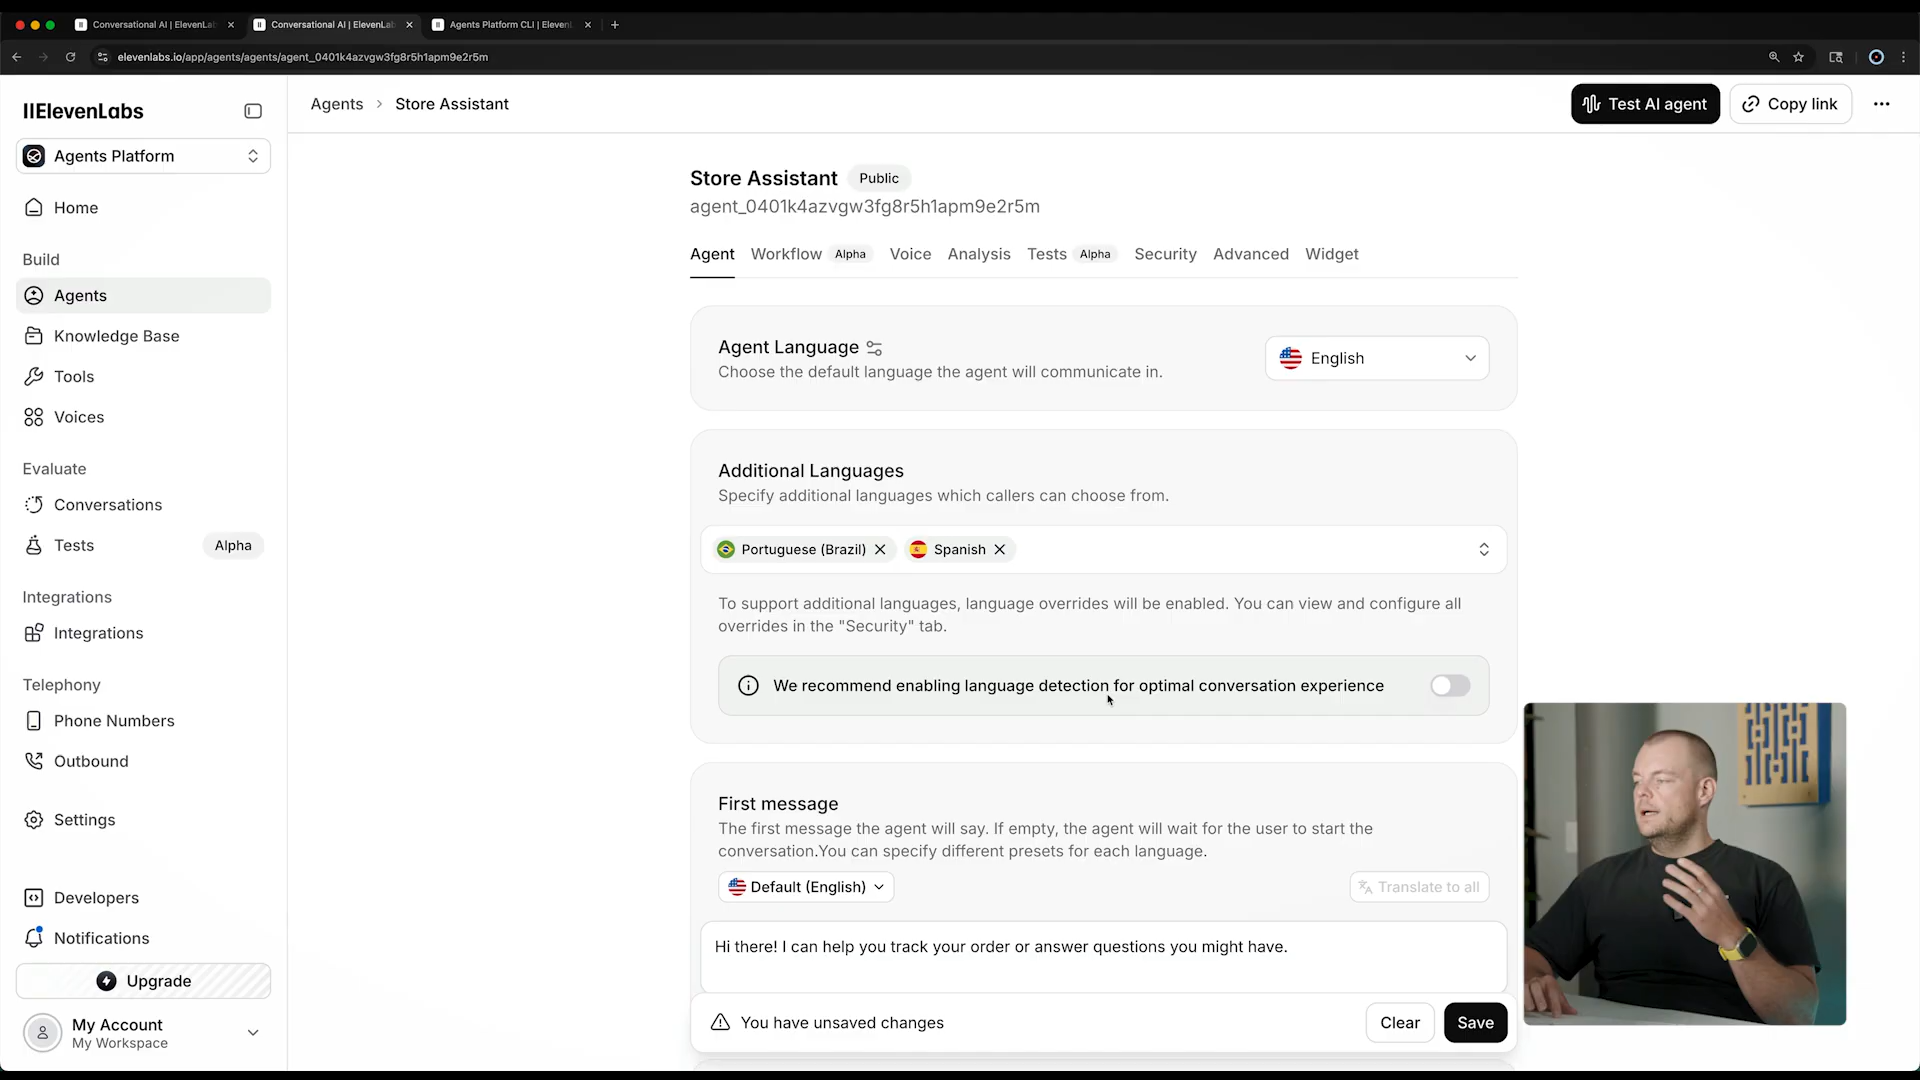 Conversational AI | ElevenLab
Conversational AI | ElevenLab
Agents Platform CLI | Eleven
elevenlabs.io/app/agents/agents/agent_0401k4azvgw3fg8r5h1apm9e2r5m
IIElevenLabs
Agents Platform
Home
Build
Agents
Knowledge Base
Tools
Voices
Evaluate
Conversations
Tests Alpha
Integrations
Integrations
Telephony
Phone Numbers
Outbound
Settings
Developers
Notifications
Upgrade
My Account
My Workspace
Agents > Store Assistant
Test AI agent
Copy link
Store Assistant Public
agent_0401k4azvgw3fg8r5h1apm9e2r5m
Agent Workflow Alpha Voice Analysis Tests Alpha Security Advanced Widget
Agent Language
Choose the default language the agent will communicate in.
English
Additional Languages
Specify additional languages which callers can choose from.
Portuguese (Brazil) Spanish
To support additional languages, language overrides will be enabled. You can view and configure all
overrides in the "Security" tab.
We recommend enabling language detection for optimal conversation experience
First message
The first message the agent will say. If empty, the agent will wait for the user to start the
conversation.You can specify different presets for each language.
Default (English)
Translate to all
Hi there! I can help you track your order or answer questions you might have.
You have unsaved changes
Clear
Save